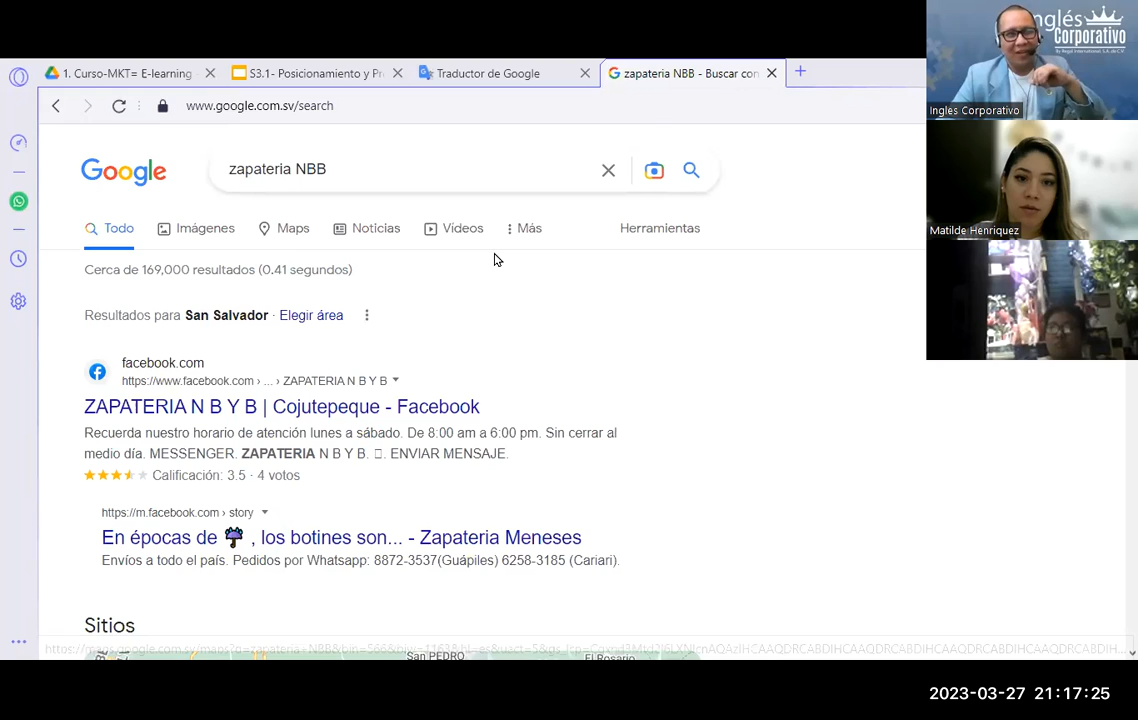 1. Curso-MKT= E-learning
S3.1- Posicionamiento y Pr
Traductor de Google
zapateria NBB - Buscar con
www.google.com.sv/search
Google
zapateria NBB
Todo
Imágenes
Maps
Noticias
Vídeos
Más
Herramientas
Cerca de 169,000 resultados (0.41 segundos)
Resultados para San Salvador · Elegir área
facebook.com
https://www.facebook.com › ... › ZAPATERIA N B Y B
ZAPATERIA N B Y B | Cojutepeque - Facebook
Recuerda nuestro horario de atención lunes a sábado. De 8:00 am a 6:00 pm. Sin cerrar al
medio día. MESSENGER. ZAPATERIA N B Y B. ENVIAR MENSAJE.
Calificación: 3.5 · 4 votos
https://m.facebook.com › story
En épocas de ☔ , los botines son... - Zapateria Meneses
Envíos a todo el país. Pedidos por Whatsapp: 8872-3537(Guápiles) 6258-3185 (Cariari).
Sitios
San PEDRO
El Rosario
Inglés
Corporativo
Ingles Corporativo
Matilde Henriquez
2023-03-27 21:17:25